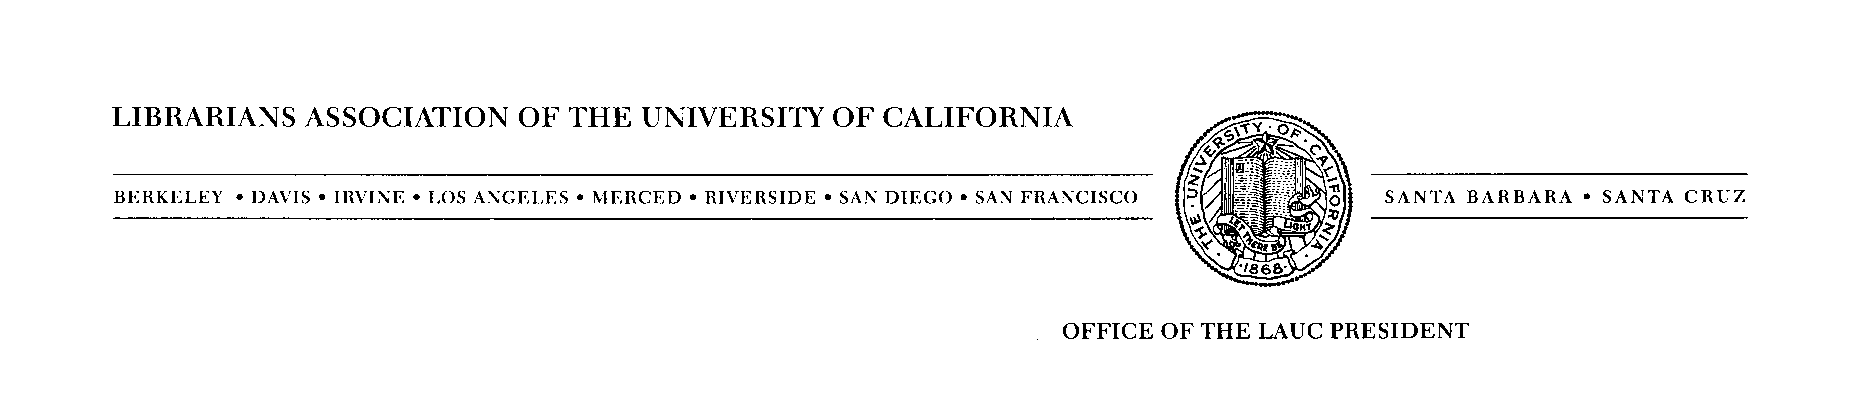 LIBRARIANS ASSOCIATION OF THE UNIVERSITY OF CALIFORNIA
BERKELEY • DAVIS • IRVINE • LOS ANGELES • MERCED • RIVERSIDE • SAN DIEGO • SAN FRANCISCO
SANTA BARBARA • SANTA CRUZ
·THE·UNIVERSITY·OF·CALIFORNIA·
LET THERE BE LIGHT
·1868·
OFFICE OF THE LAUC PRESIDENT